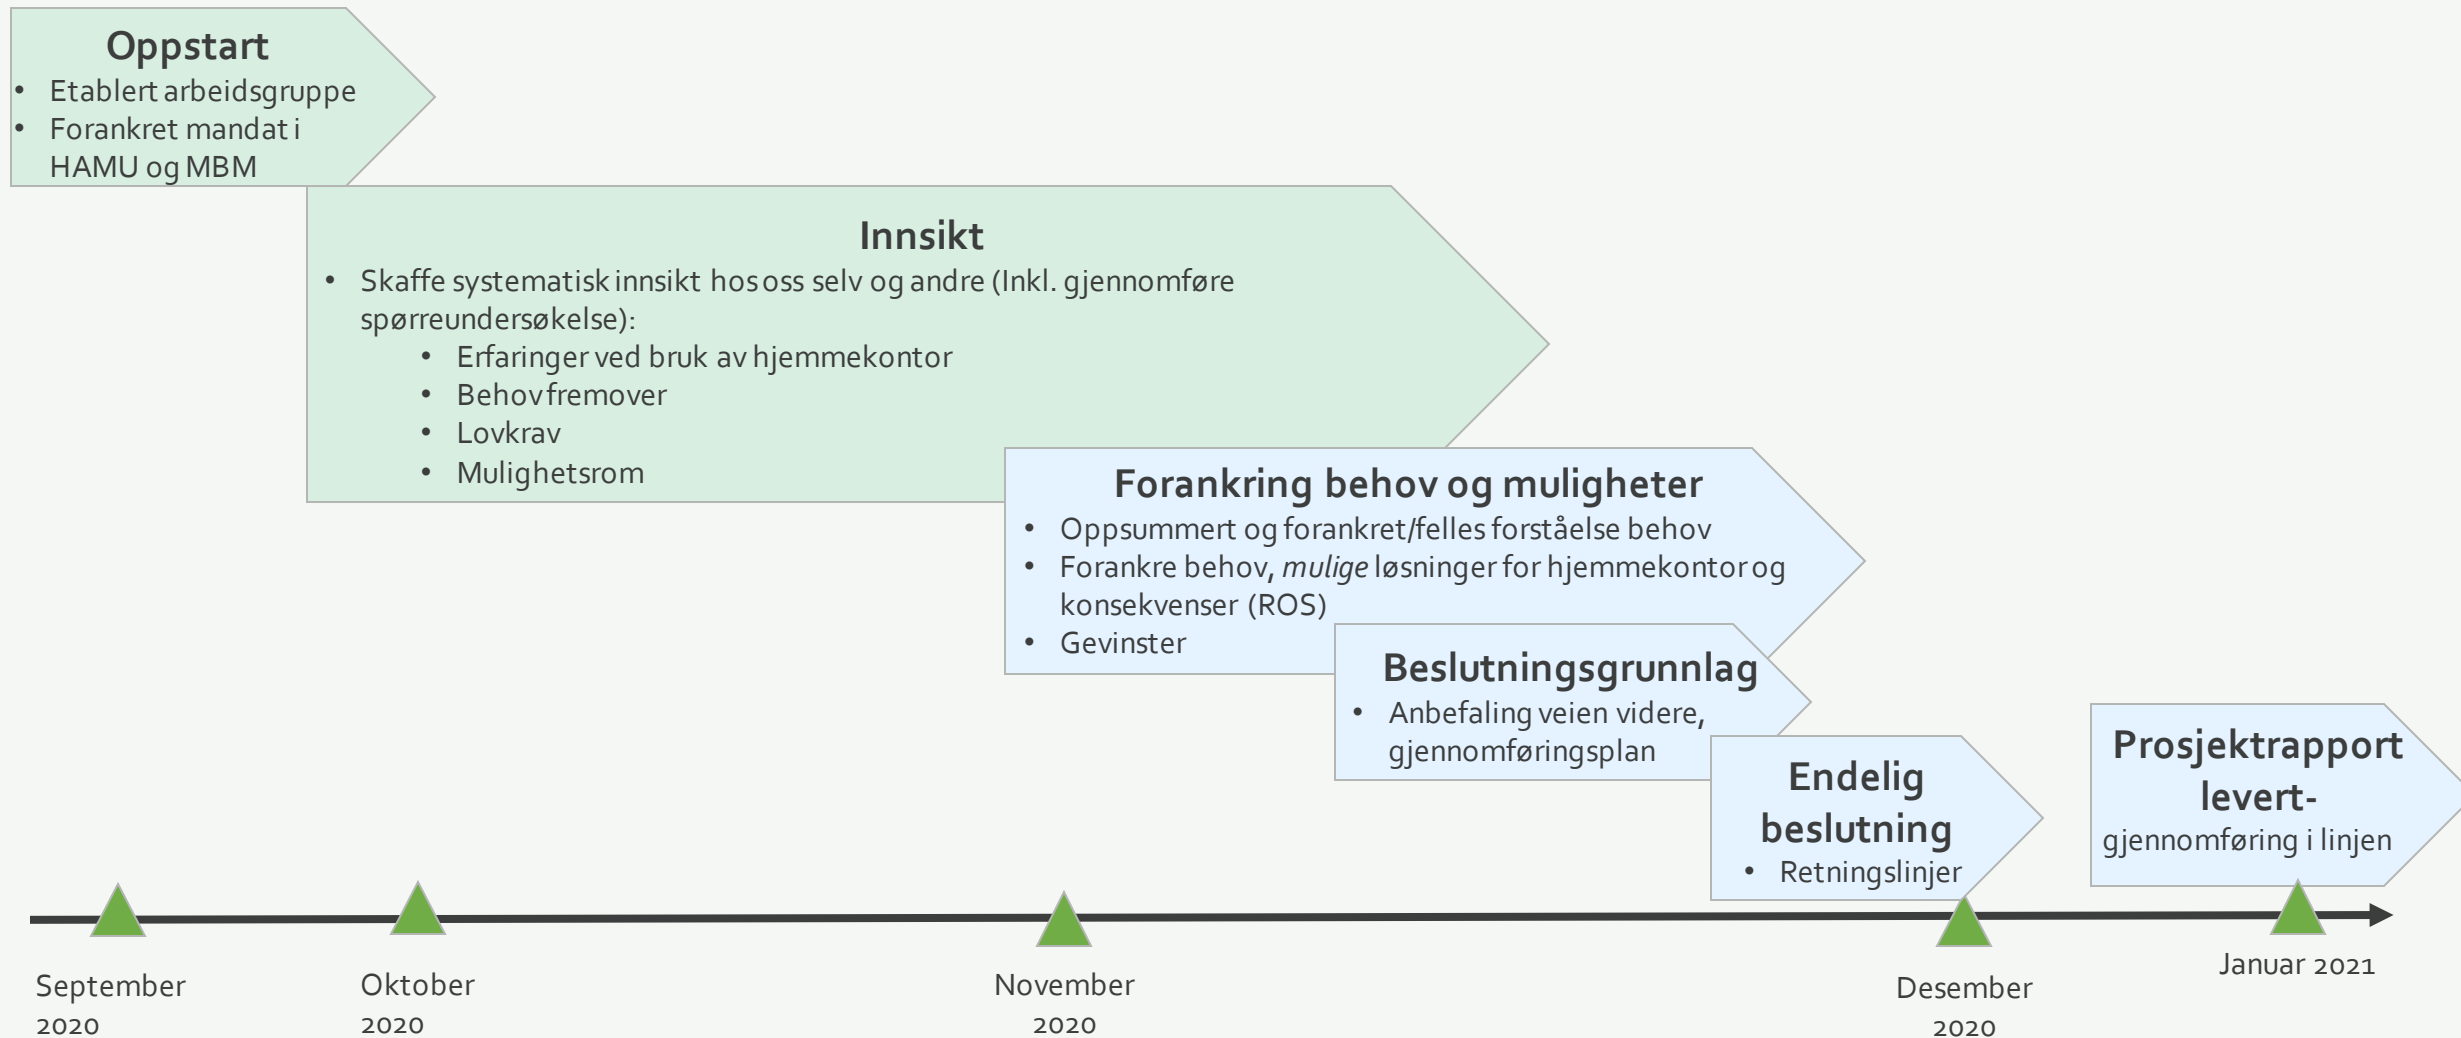 Oppstart
• Etablert arbeidsgruppe
• Forankret mandat i
HAMU og MBM
Innsikt
• Skaffe systematisk innsikt hos oss selv og andre (Inkl. gjennomføre
spørreundersøkelse):
• Erfaringer ved bruk av hjemmekontor
• Behov fremover
• Lovkrav
• Mulighetsrom
Forankring behov og muligheter
• Oppsummert og forankret/felles forståelse behov
• Forankre behov, mulige løsninger for hjemmekontor og
konsekvenser (ROS)
• Gevinster
Beslutningsgrunnlag
• Anbefaling veien videre,
gjennomføringsplan
Endelig
beslutning
• Retningslinjer
Prosjektrapport
levert-
gjennomføring i linjen
September
2020
Oktober
2020
November
2020
Desember
2020
Januar 2021